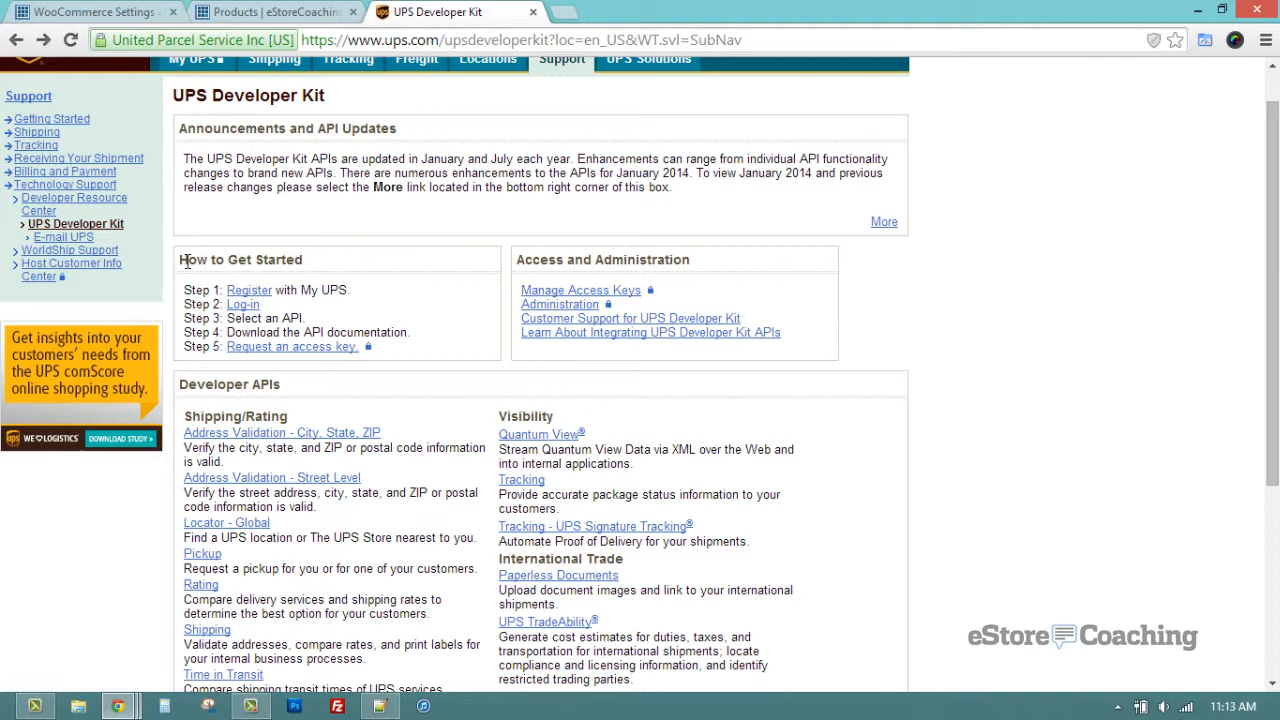 WooCommerce Settings -
Products | eStoreCoaching
UPS Developer Kit
United Parcel Service Inc [US]
https://www.ups.com/upsdeveloperkit?loc=en_US&WT.svl=SubNav
My UPS
Shipping
Tracking
Freight
Locations
Support
UPS Solutions
Support
Getting Started
Shipping
Tracking
Receiving Your Shipment
Billing and Payment
Technology Support
Developer Resource
Center
UPS Developer Kit
E-mail UPS
WorldShip Support
Host Customer Info
Center
Get insights into your
customers' needs from
the UPS comScore
online shopping study.
ups WE ♥ LOGISTICS DOWNLOAD STUDY »
UPS Developer Kit
Announcements and API Updates
The UPS Developer Kit APIs are updated in January and July each year. Enhancements can range from individual API functionality
changes to brand new APIs. There are numerous enhancements to the APIs for January 2014. To view January 2014 and previous
release changes please select the More link located in the bottom right corner of this box.
More
How to Get Started
Step 1: Register with My UPS.
Step 2: Log-in
Step 3: Select an API.
Step 4: Download the API documentation.
Step 5: Request an access key.
Access and Administration
Manage Access Keys
Administration
Customer Support for UPS Developer Kit
Learn About Integrating UPS Developer Kit APIs
Developer APIs
Shipping/Rating
Address Validation - City, State, ZIP
Verify the city, state, and ZIP or postal code information
is valid.
Address Validation - Street Level
Verify the street address, city, state, and ZIP or postal
code information is valid.
Locator - Global
Find a UPS location or The UPS Store nearest to you.
Pickup
Request a pickup for you or for one of your customers.
Rating
Compare delivery services and shipping rates to
determine the best option for your customers.
Shipping
Validate addresses, compare rates, and print labels for
your internal business processes.
Time in Transit
Compare shipping transit times of UPS services
Visibility
Quantum View®
Stream Quantum View Data via XML over the Web and
into internal applications.
Tracking
Provide accurate package status information to your
customers.
Tracking - UPS Signature Tracking®
Automate Proof of Delivery for your shipments.
International Trade
Paperless Documents
Upload document images and link to your international
shipments.
UPS TradeAbility®
Generate cost estimates for duties, taxes, and
transportation for international shipments; locate
compliance and licensing information, and identify
restricted trading parties.
eStore Coaching
Ps
Fz
11:13 AM